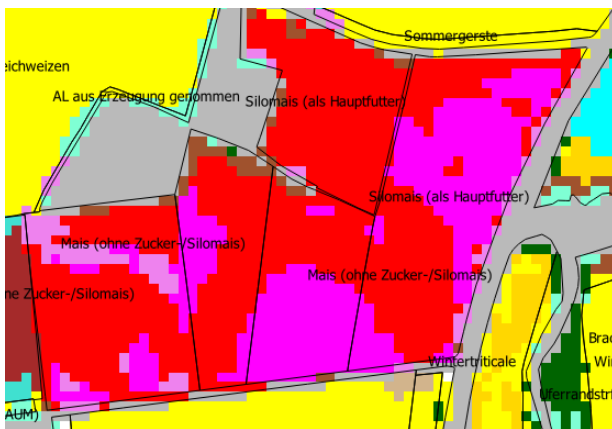 Sommergerste
eichweizen
AL aus Erzeugung genommen
Silomais (als Hauptfutter)
Silomais (als Hauptfutter)
Mais (ohne Zucker-/Silomais)
Mais (ohne Zucker-/Silomais)
ne Zucker-/Silomais)
Wintertriticale
Brac
Wi
Uferrandstr
AUM)